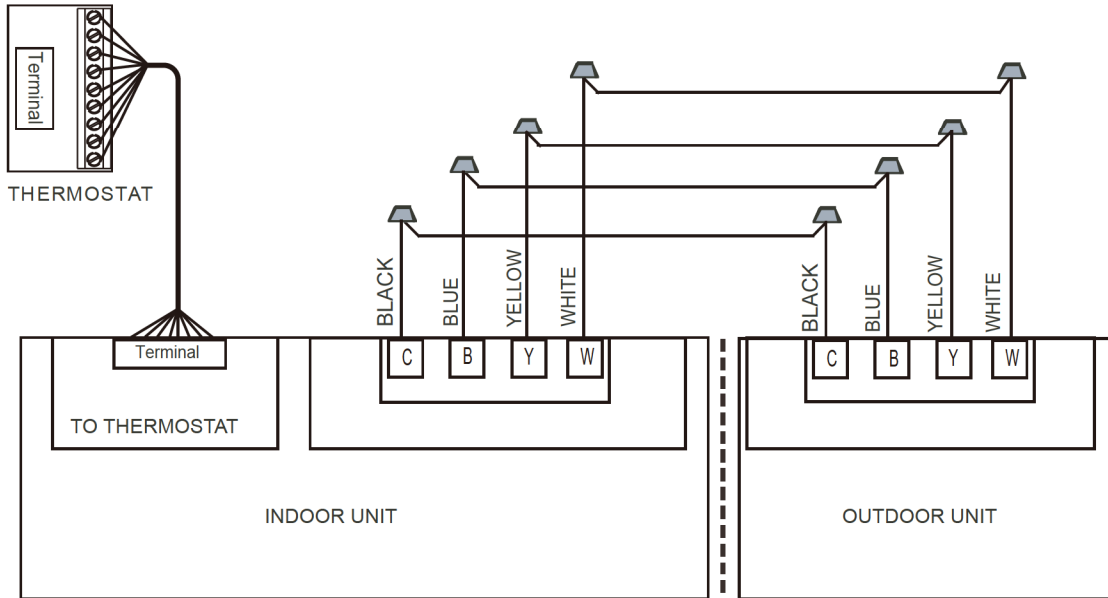 Terminal
THERMOSTAT
BLACK
BLUE
YELLOW
WHITE
BLACK
BLUE
YELLOW
WHITE
Terminal
C
B
Y
W
C
B
Y
W
TO THERMOSTAT
INDOOR UNIT
OUTDOOR UNIT